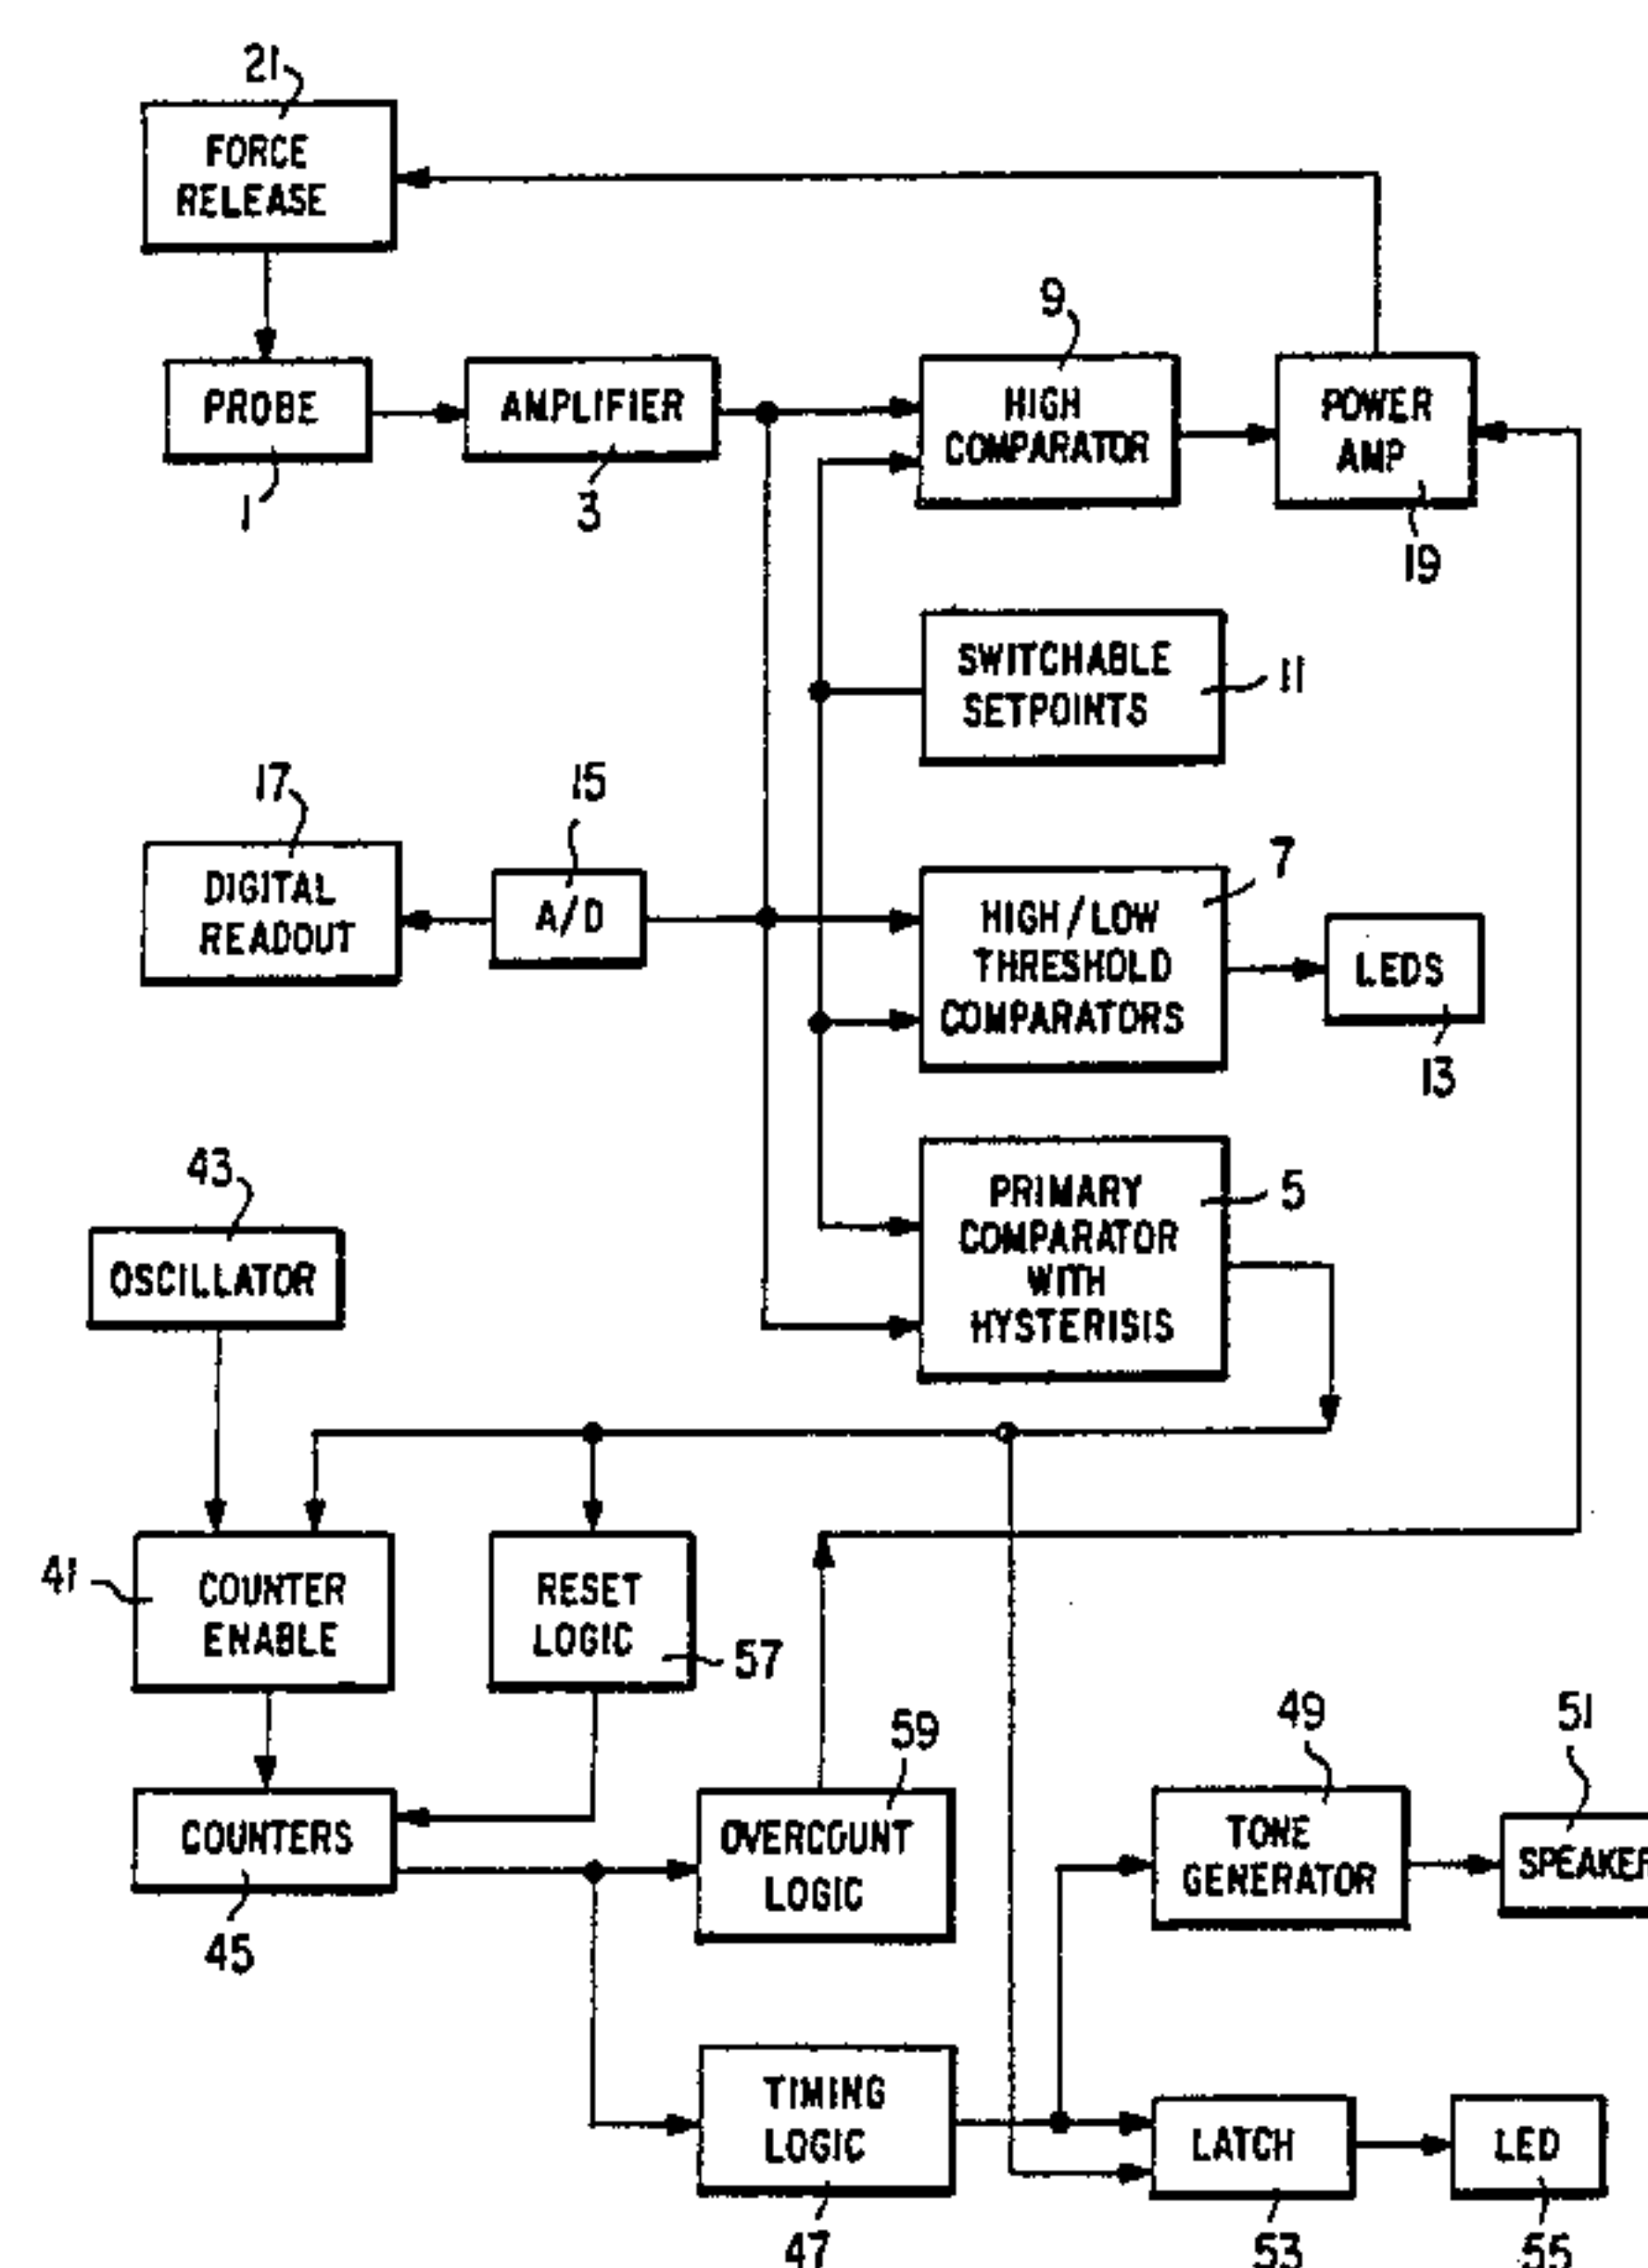 21
FORCE
RELEASE
9
PROBE
AMPLIFIER
HIGH
COMPARATOR
POWER
AMP
1
3
19
SWITCHABLE
SETPOINTS
11
17
15
7
DIGITAL
READOUT
A/D
HIGH/LOW
THRESHOLD
COMPARATORS
LEDS
13
43
5
OSCILLATOR
PRIMARY
COMPARATOR
WITH
HYSTERISIS
41
COUNTER
ENABLE
RESET
LOGIC
57
59
49
51
COUNTERS
OVERCOUNT
LOGIC
TONE
GENERATOR
SPEAKER
45
TIMING
LOGIC
LATCH
LED
47
53
55